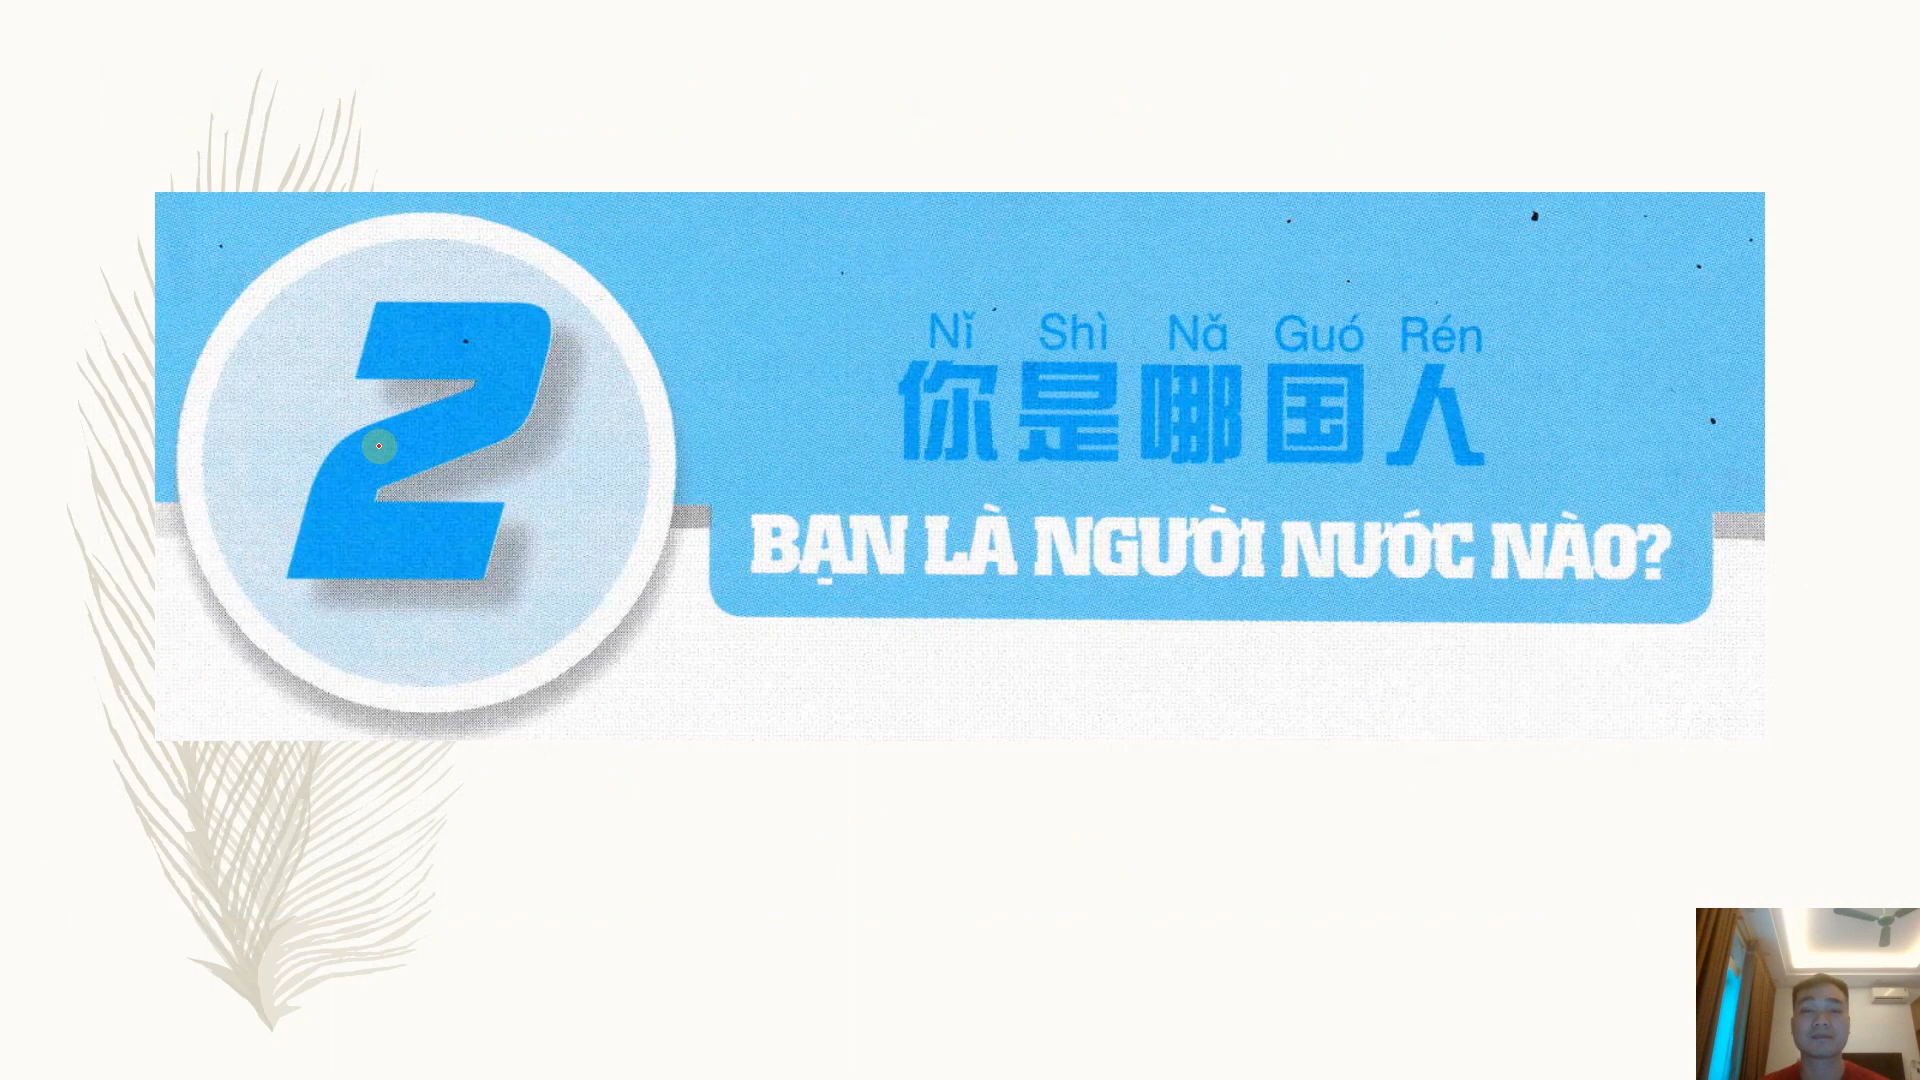 2
Nǐ Shì Nǎ Guó Rén
你是哪国人
BẠN LÀ NGƯỜI NƯỚC NÀO?